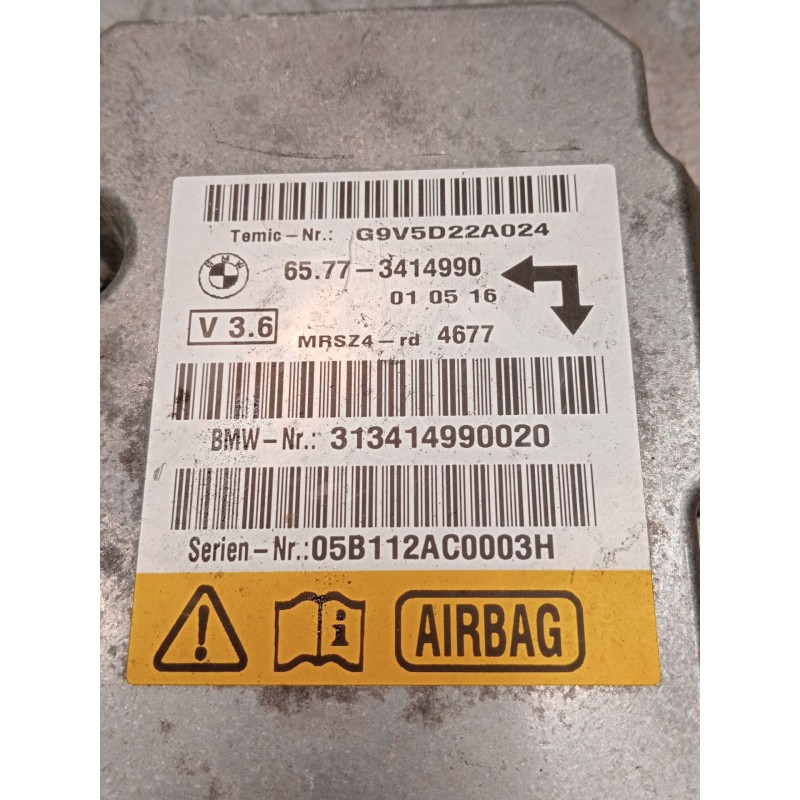 Temic-Nr.: G9V5D22A024
BMW
65.77-3414990
01 05 16
V 3.6
MRSZ4-rd 4677
BMW-Nr.: 313414990020
Serien-Nr.: 05B112AC0003H
i
AIRBAG